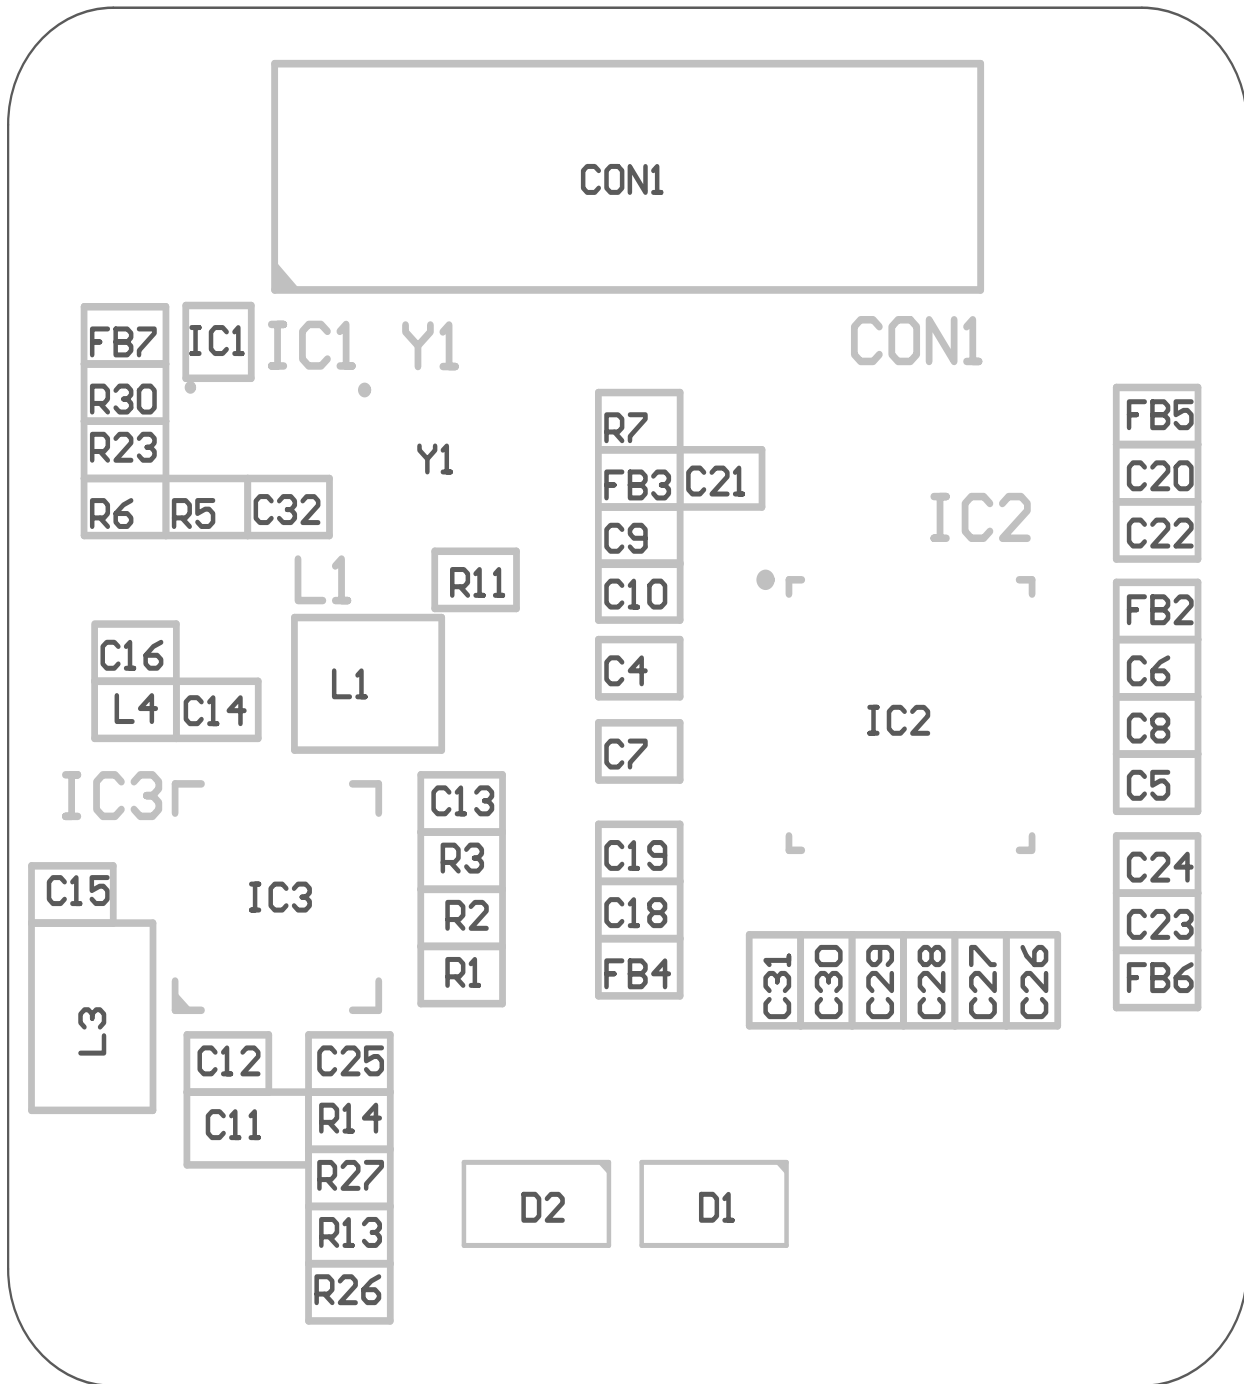 CON1
FB7 IC1 IC1 Y1 CON1
R30
R23 Y1
R6 R5 C32
R7
FB3 C21
C9
C10
FB5
C20
C22
IC2
L1 R11
C16
L4 C14 L1
C4
C7
IC2
FB2
C6
C8
C5
IC3
C13
R3
R2
R1
C15 IC3
L3
C19
C18
FB4
C31 C30 C29 C28 C27 C26
C24
C23
FB6
C12 C25
C11 R14
R27
R13
R26
D2 D1